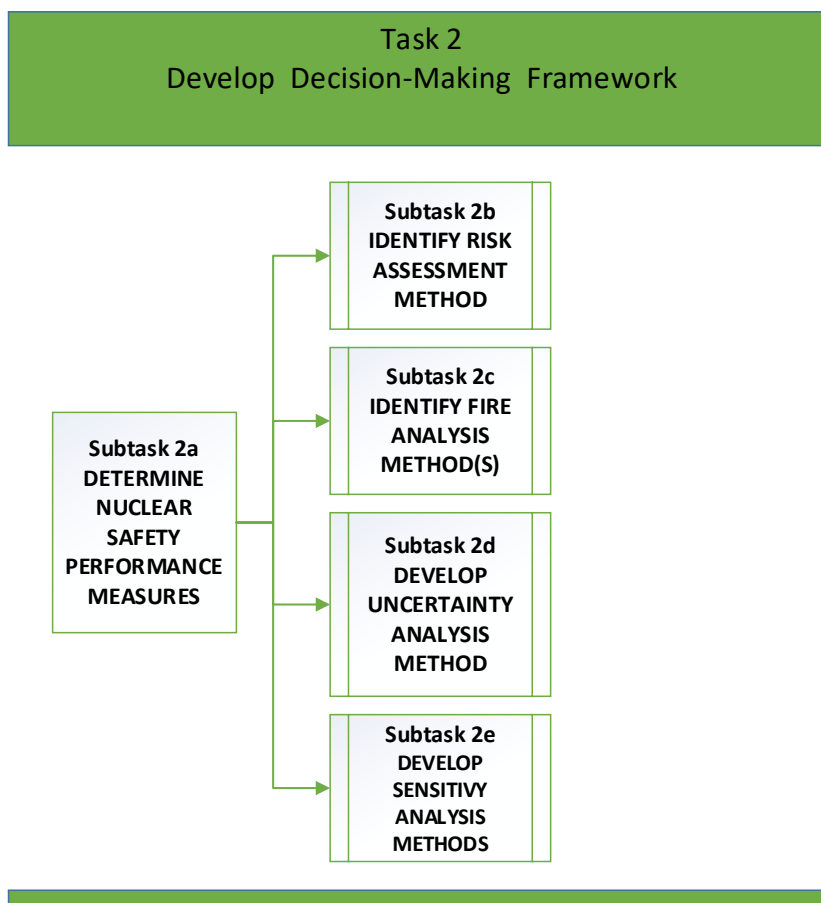 Task 2
Develop Decision-Making Framework
Subtask 2b
IDENTIFY RISK
ASSESSMENT
METHOD
Subtask 2c
IDENTIFY FIRE
ANALYSIS
METHOD(S)
Subtask 2a
DETERMINE
NUCLEAR
SAFETY
PERFORMANCE
MEASURES
Subtask 2d
DEVELOP
UNCERTAINTY
ANALYSIS
METHOD
Subtask 2e
DEVELOP
SENSITIVY
ANALYSIS
METHODS